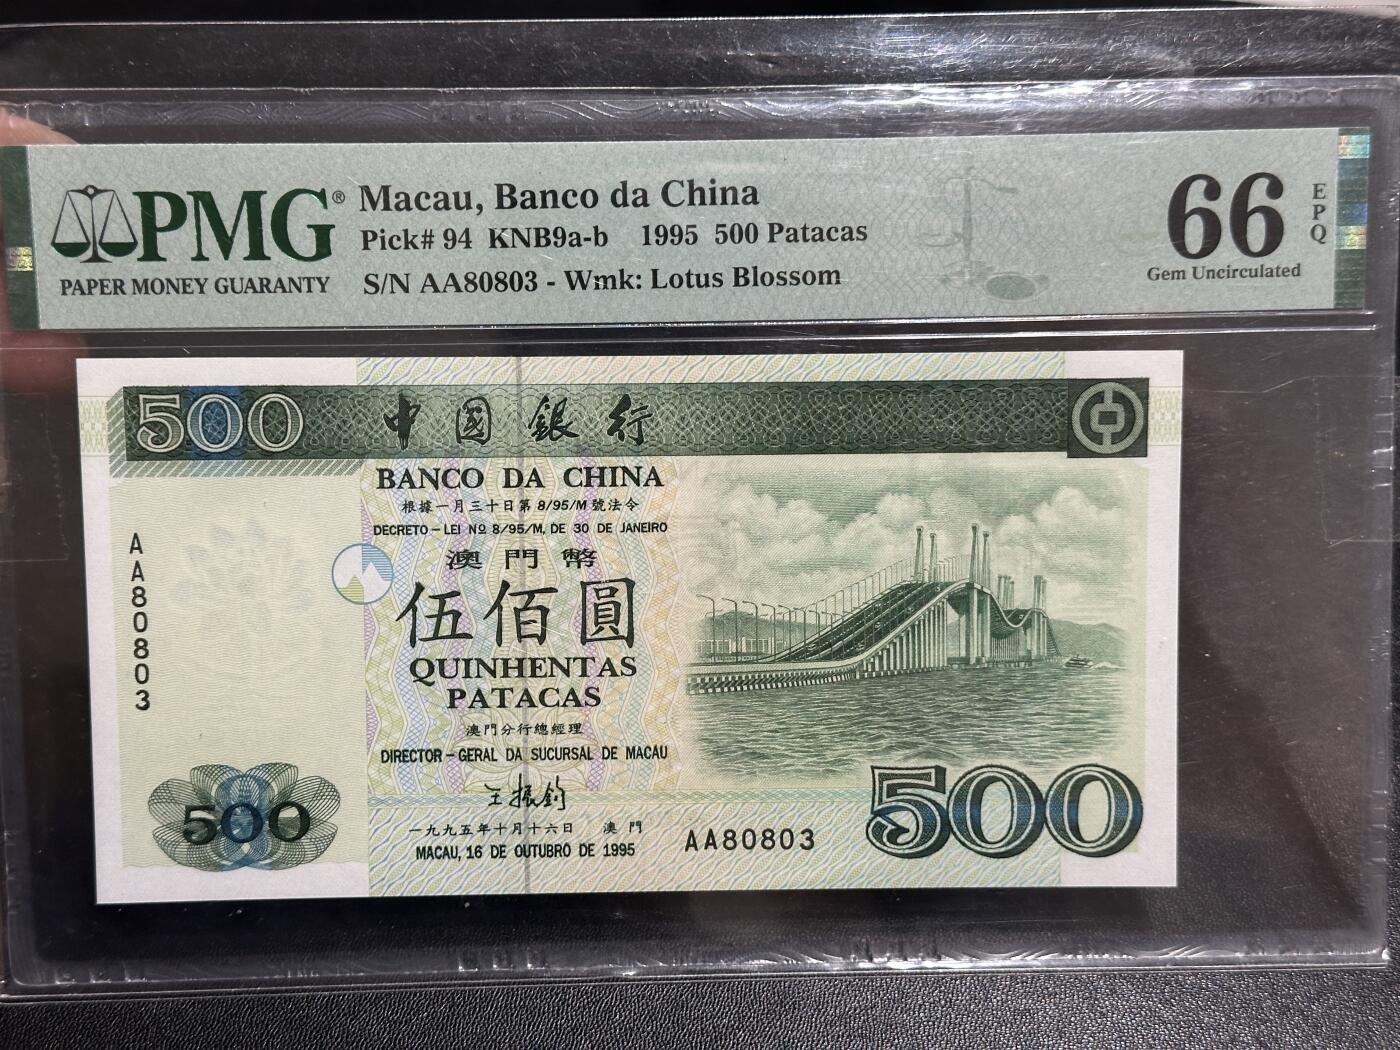 PMG®
PAPER MONEY GUARANTY
Macau, Banco da China
Pick# 94 KNB9a-b 1995 500 Patacas
S/N AA80803 - Wmk: Lotus Blossom
66
EPQ
Gem Uncirculated
500 中國銀行
BANCO DA CHINA
根據一月三十日第8/95/M號法令
DECRETO-LEI Nº 8/95/M, DE 30 DE JANEIRO
澳門幣
伍佰圓
QUINHENTAS
PATACAS
澳門分行總經理
DIRECTOR-GERAL DA SUCURSAL DE MACAU
王振鈞
一九九五年十月十六日 澳門
MACAU, 16 DE OUTUBRO DE 1995
AA80803
AA80803
500
500